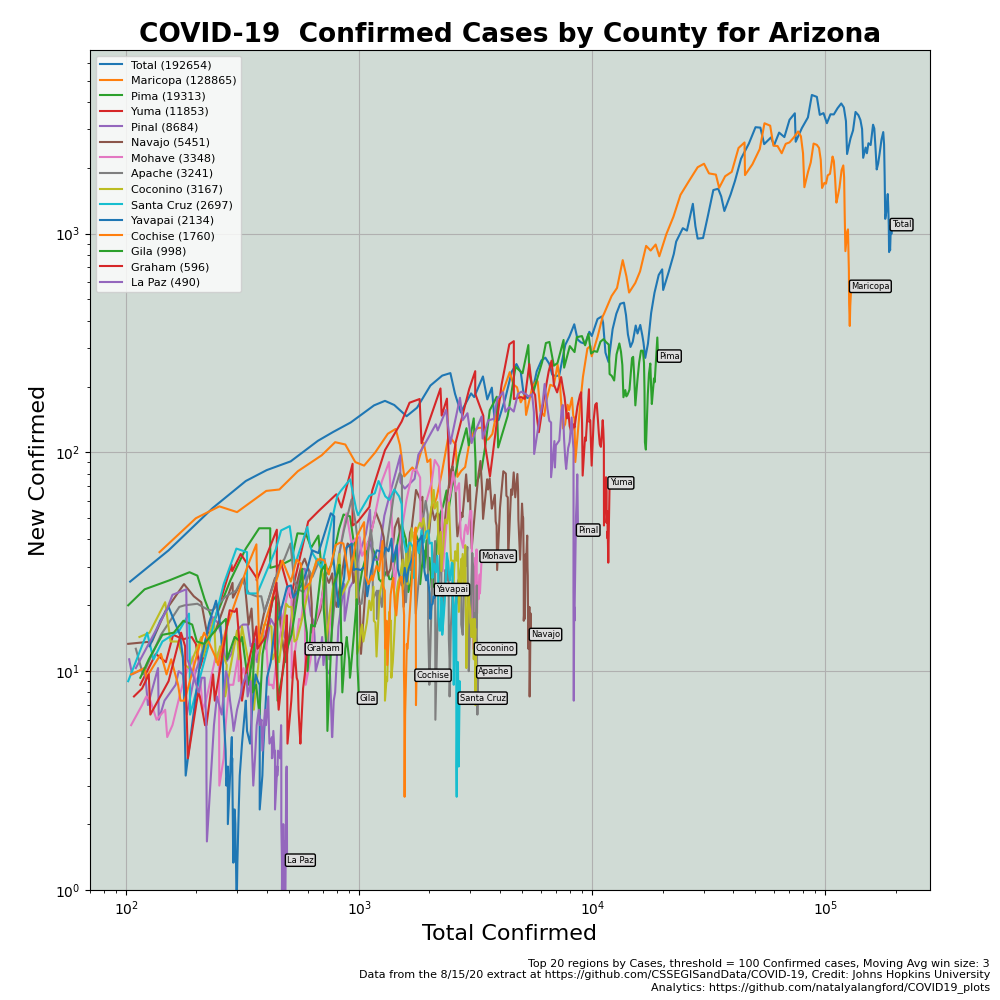 COVID-19  Confirmed Cases by County for Arizona
Total (192654)
Maricopa (128865)
Pima (19313)
Yuma (11853)
Pinal (8684)
Navajo (5451)
Mohave (3348)
Apache (3241)
Coconino (3167)
Santa Cruz (2697)
Yavapai (2134)
Cochise (1760)
Gila (998)
Graham (596)
La Paz (490)
New Confirmed
10³
10²
10¹
10⁰
Total
Maricopa
Pima
Yuma
Pinal
Mohave
Yavapai
Navajo
Graham
Coconino
Cochise
Apache
Gila
Santa Cruz
La Paz
10²
10³
10⁴
10⁵
Total Confirmed
Top 20 regions by Cases, threshold = 100 Confirmed cases, Moving Avg win size: 3
Data from the 8/15/20 extract at https://github.com/CSSEGISandData/COVID-19, Credit: Johns Hopkins University
Analytics: https://github.com/natalyalangford/COVID19_plots